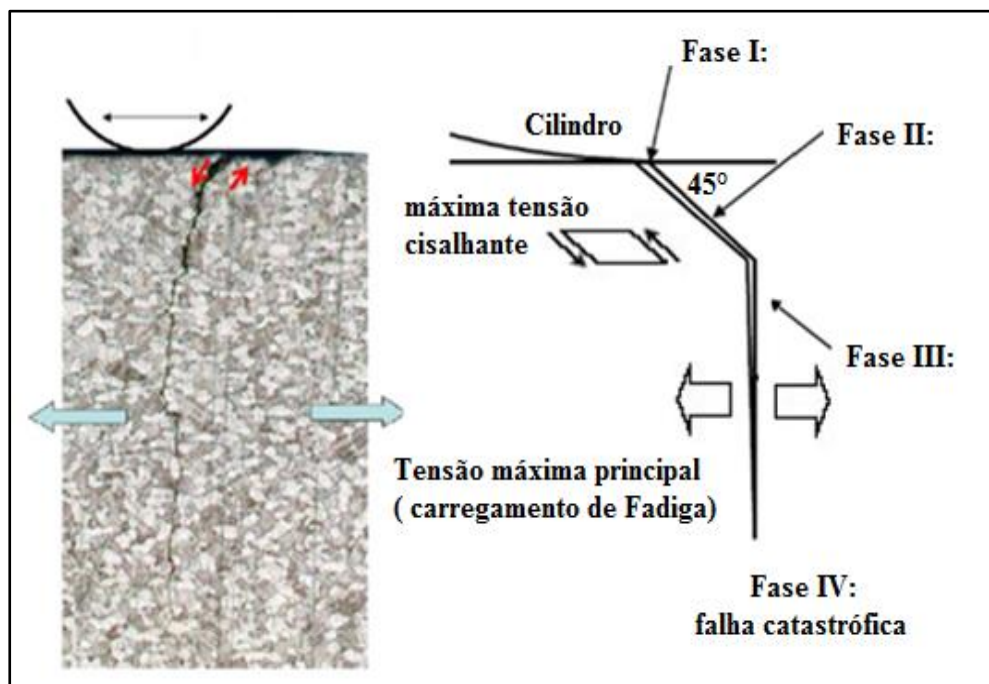 Fase I:
Cilindro
Fase II:
45°
máxima tensão
cisalhante
Fase III:
Tensão máxima principal
( carregamento de Fadiga)
Fase IV:
falha catastrófica